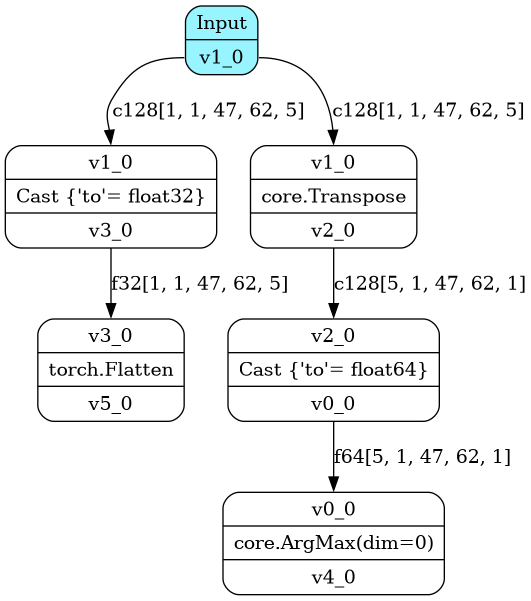 Input
v1_0
c128[1, 1, 47, 62, 5]
c128[1, 1, 47, 62, 5]
v1_0
Cast {'to'= float32}
v3_0
v1_0
core.Transpose
v2_0
f32[1, 1, 47, 62, 5]
c128[5, 1, 47, 62, 1]
v3_0
torch.Flatten
v5_0
v2_0
Cast {'to'= float64}
v0_0
f64[5, 1, 47, 62, 1]
v0_0
core.ArgMax(dim=0)
v4_0